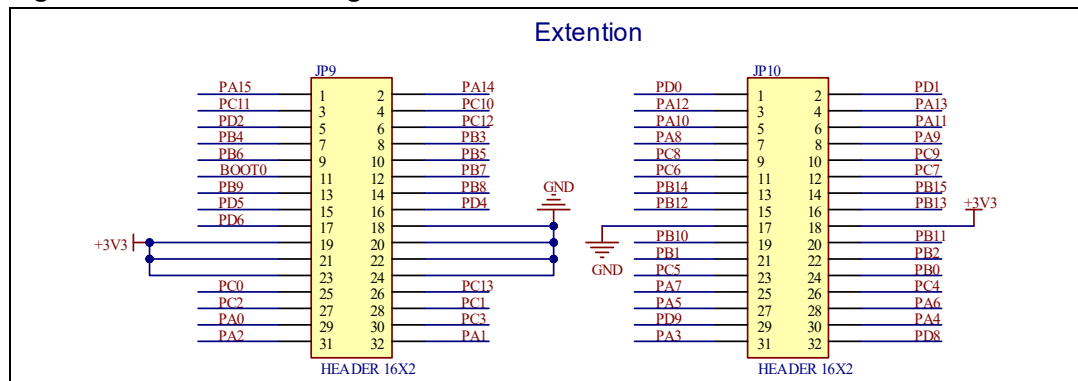 Extention
JP9 JP10
PA15 1 2 PA14 PD0 1 2 PD1
PC11 3 4 PC10 PA12 3 4 PA13
PD2 5 6 PC12 PA10 5 6 PA11
PB4 7 8 PB3 PA8 7 8 PA9
PB6 9 10 PB5 PC8 9 10 PC9
BOOT0 11 12 PB7 PC6 11 12 PC7
PB9 13 14 PB8 GND PB14 13 14 PB15
PD5 15 16 PD4 PB12 15 16 PB13 +3V3
PD6 17 18 17 18
+3V3 19 20 PB10 19 20 PB11
21 22 GND PB1 21 22 PB2
23 24 PC5 23 24 PB0
PC0 25 26 PC13 PA7 25 26 PC4
PC2 27 28 PC1 PA5 27 28 PA6
PA0 29 30 PC3 PD9 29 30 PA4
PA2 31 32 PA1 PA3 31 32 PD8
HEADER 16X2 HEADER 16X2